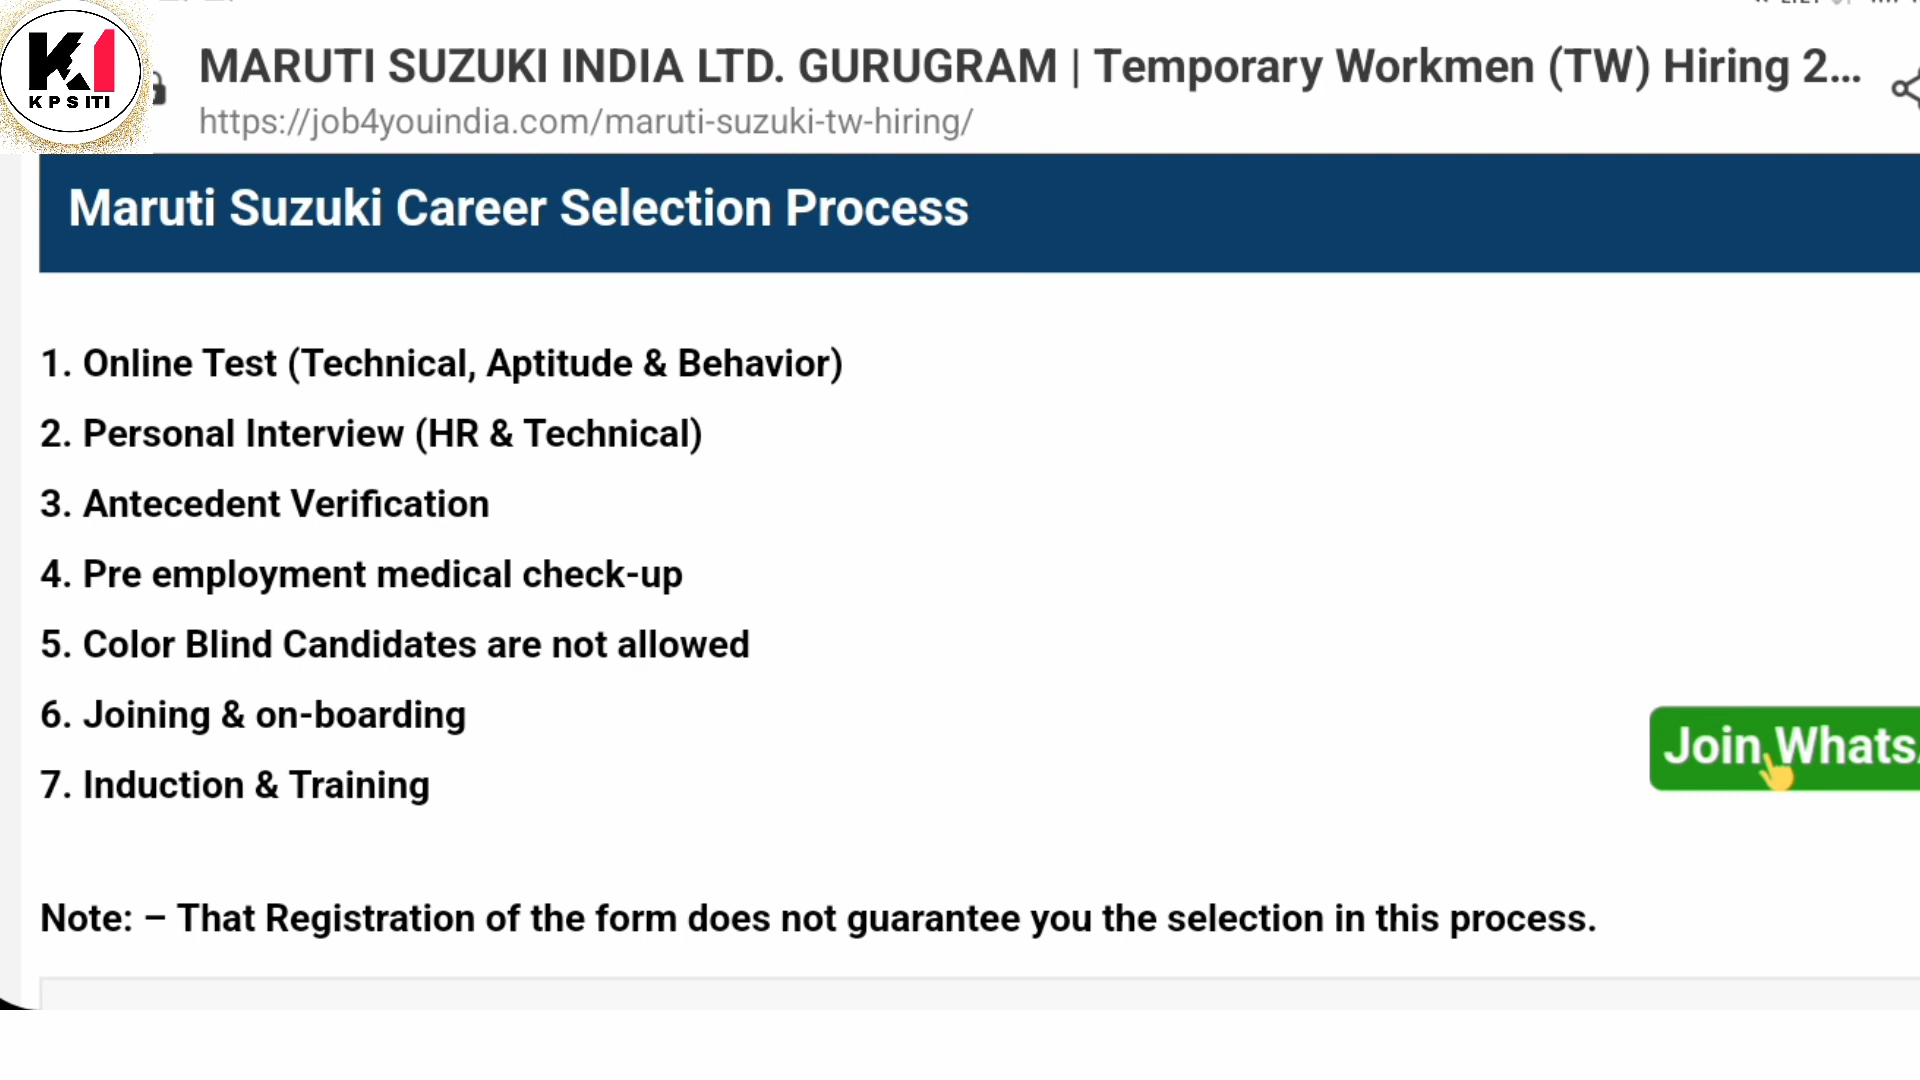 K1
KPSITI
MARUTI SUZUKI INDIA LTD. GURUGRAM | Temporary Workmen (TW) Hiring 2...
https://job4youindia.com/maruti-suzuki-tw-hiring/
Maruti Suzuki Career Selection Process
1. Online Test (Technical, Aptitude & Behavior)
2. Personal Interview (HR & Technical)
3. Antecedent Verification
4. Pre employment medical check-up
5. Color Blind Candidates are not allowed
6. Joining & on-boarding
7. Induction & Training
Join Whats
Note: – That Registration of the form does not guarantee you the selection in this process.